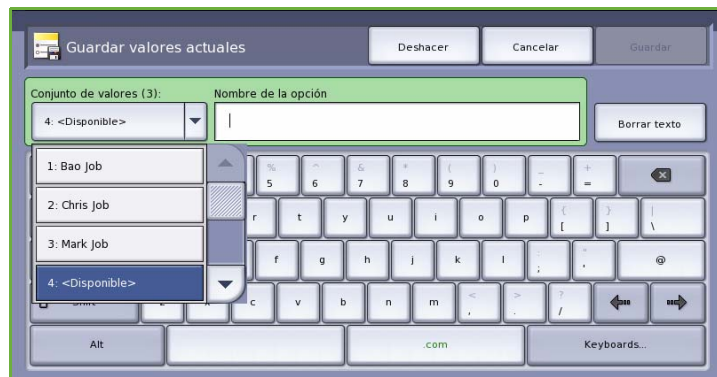 Guardar valores actuales
Deshacer
Cancelar
Guardar
Conjunto de valores (3):
Nombre de la opción
4: <Disponible>
Borrar texto
1: Bao Job
2: Chris Job
3: Mark Job
4: <Disponible>
% 5 ^ 6 & 7 * 8 ( 9 ) 0 _ - + =
r t y u i o p { [ } ] | \
f g h j k l : ; " ' @
c v b n m < , > . ? /
Alt .com Keyboards...